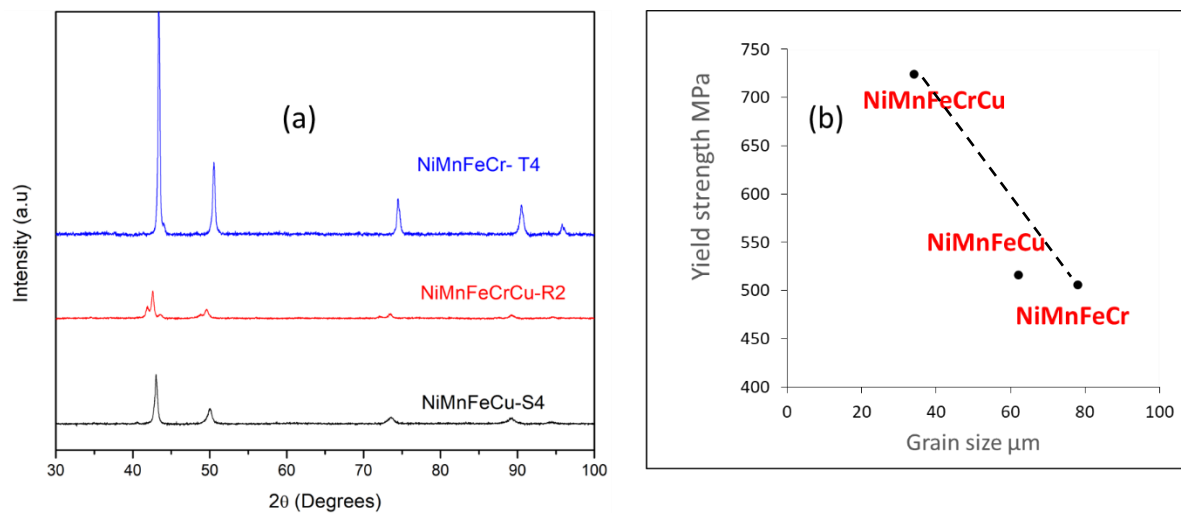 (a)
NiMnFeCr- T4
NiMnFeCrCu-R2
NiMnFeCu-S4
Intensity (a.u)
30 40 50 60 70 80 90 100
2θ (Degrees)
750
700
650
600
550
500
450
400
Yield strength MPa
(b)
NiMnFeCrCu
NiMnFeCu
NiMnFeCr
0 20 40 60 80 100
Grain size μm